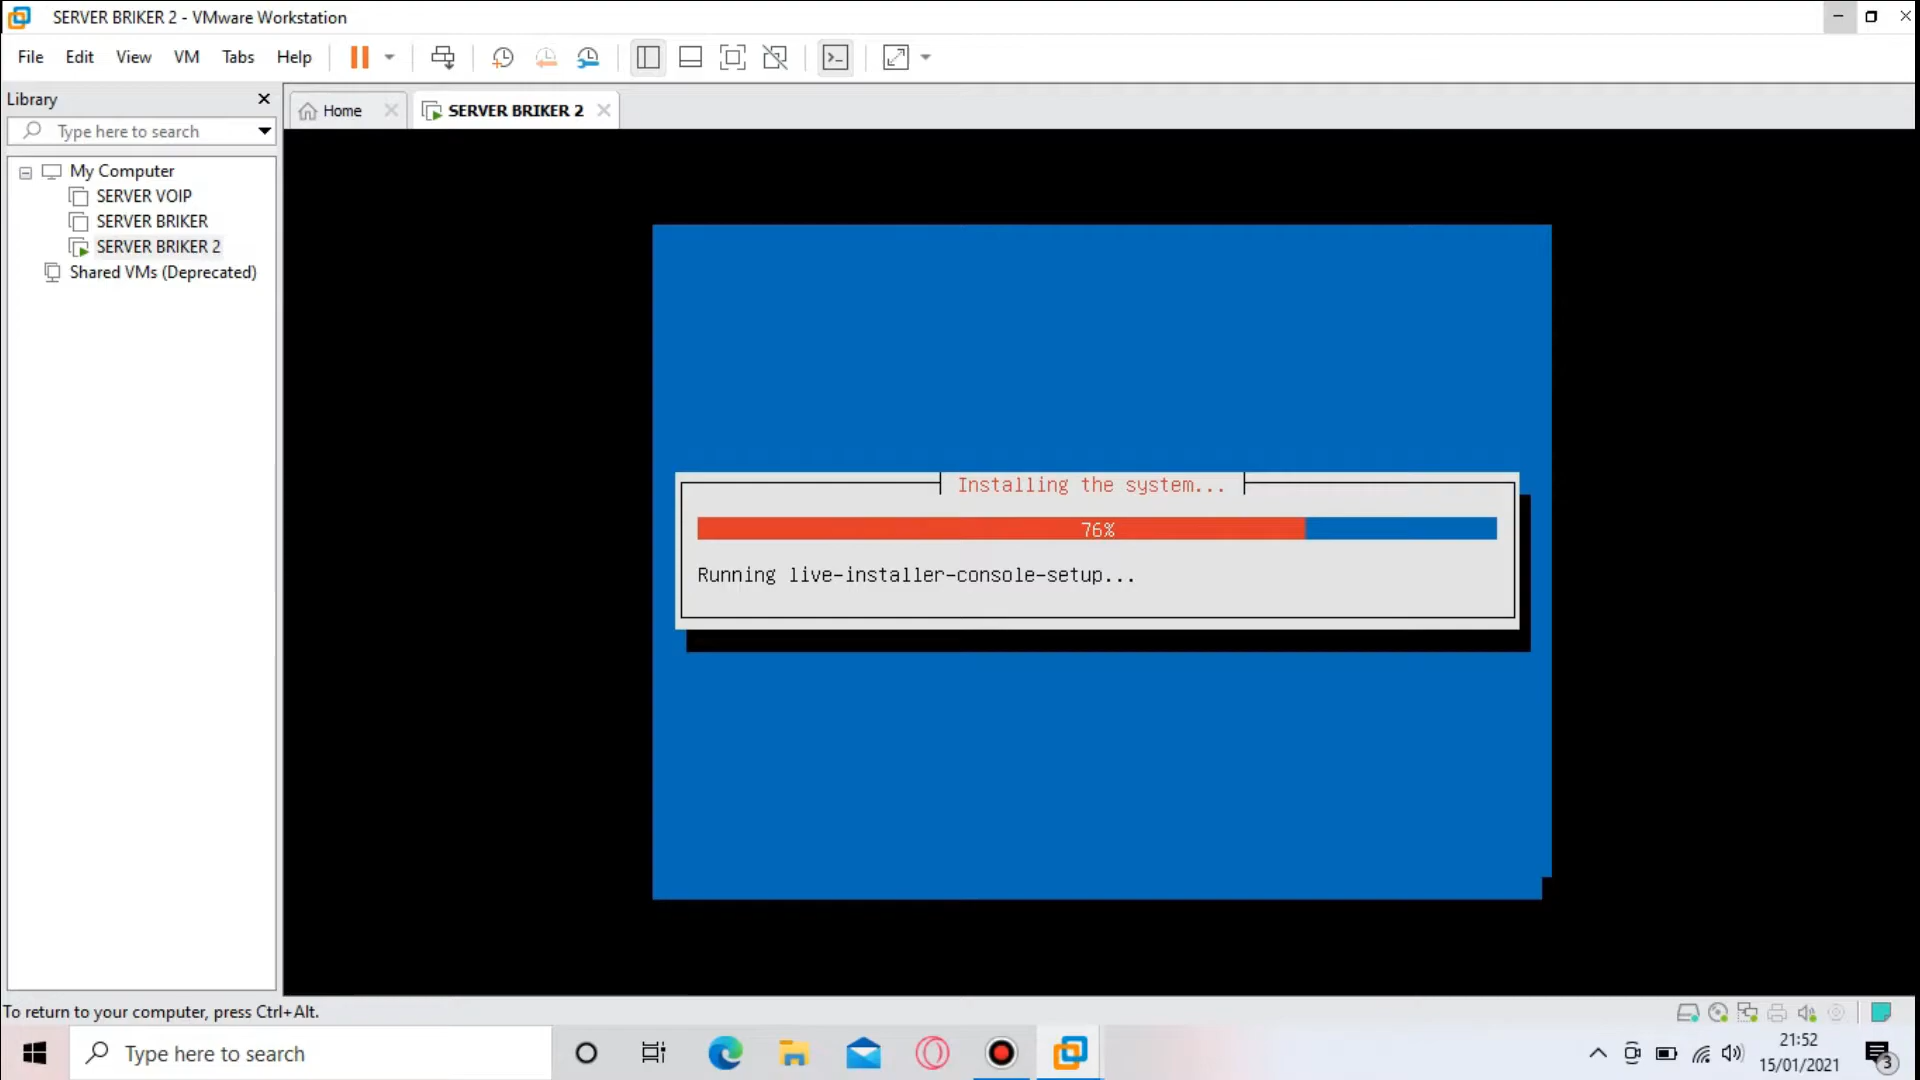 SERVER BRIKER 2 - VMware Workstation
File Edit View VM Tabs Help
Library
Type here to search
My Computer
SERVER VOIP
SERVER BRIKER
SERVER BRIKER 2
Shared VMs (Deprecated)
Home
SERVER BRIKER 2
Installing the system...
76%
Running live-installer-console-setup...
To return to your computer, press Ctrl+Alt.
Type here to search
21:52
15/01/2021
3